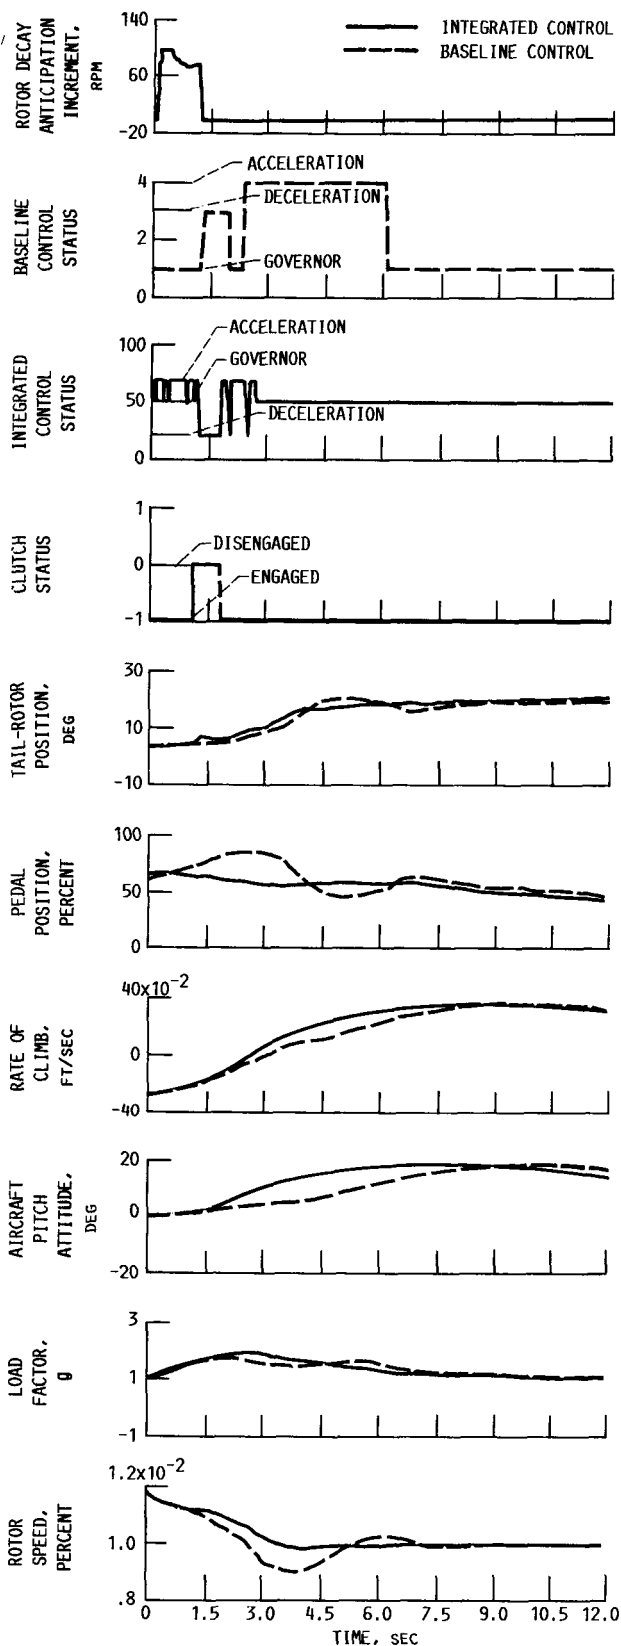 INTEGRATED CONTROL
BASELINE CONTROL
ROTOR DECAY
ANTICIPATION
INCREMENT,
RPM
140
60
-20
BASELINE
CONTROL
STATUS
4
2
0
ACCELERATION
DECELERATION
GOVERNOR
INTEGRATED
CONTROL
STATUS
100
50
0
ACCELERATION
GOVERNOR
DECELERATION
CLUTCH
STATUS
1
0
-1
DISENGAGED
ENGAGED
TAIL-ROTOR
POSITION,
DEG
30
10
-10
PEDAL
POSITION,
PERCENT
100
50
0
RATE OF
CLIMB,
FT/SEC
40x10-2
0
-40
AIRCRAFT
PITCH
ATTITUDE,
DEG
20
0
-20
LOAD
FACTOR,
g
3
1
-1
ROTOR
SPEED,
PERCENT
1.2x10-2
1.0
.8
0 1.5 3.0 4.5 6.0 7.5 9.0 10.5 12.0
TIME, SEC